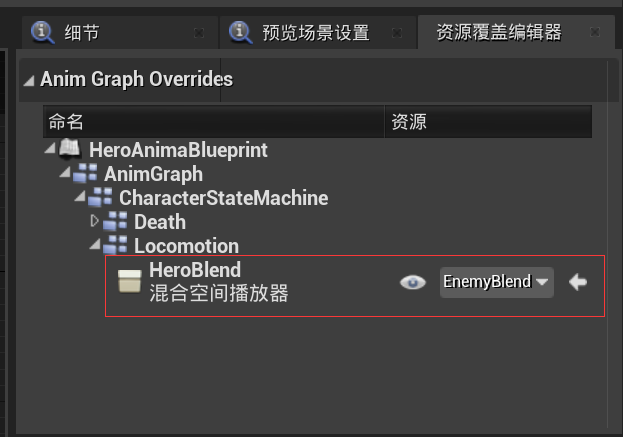 细节
预览场景设置
资源覆盖编辑器
Anim Graph Overrides
命名
资源
HeroAnimaBlueprint
AnimGraph
CharacterStateMachine
Death
Locomotion
HeroBlend
混合空间播放器
EnemyBlend